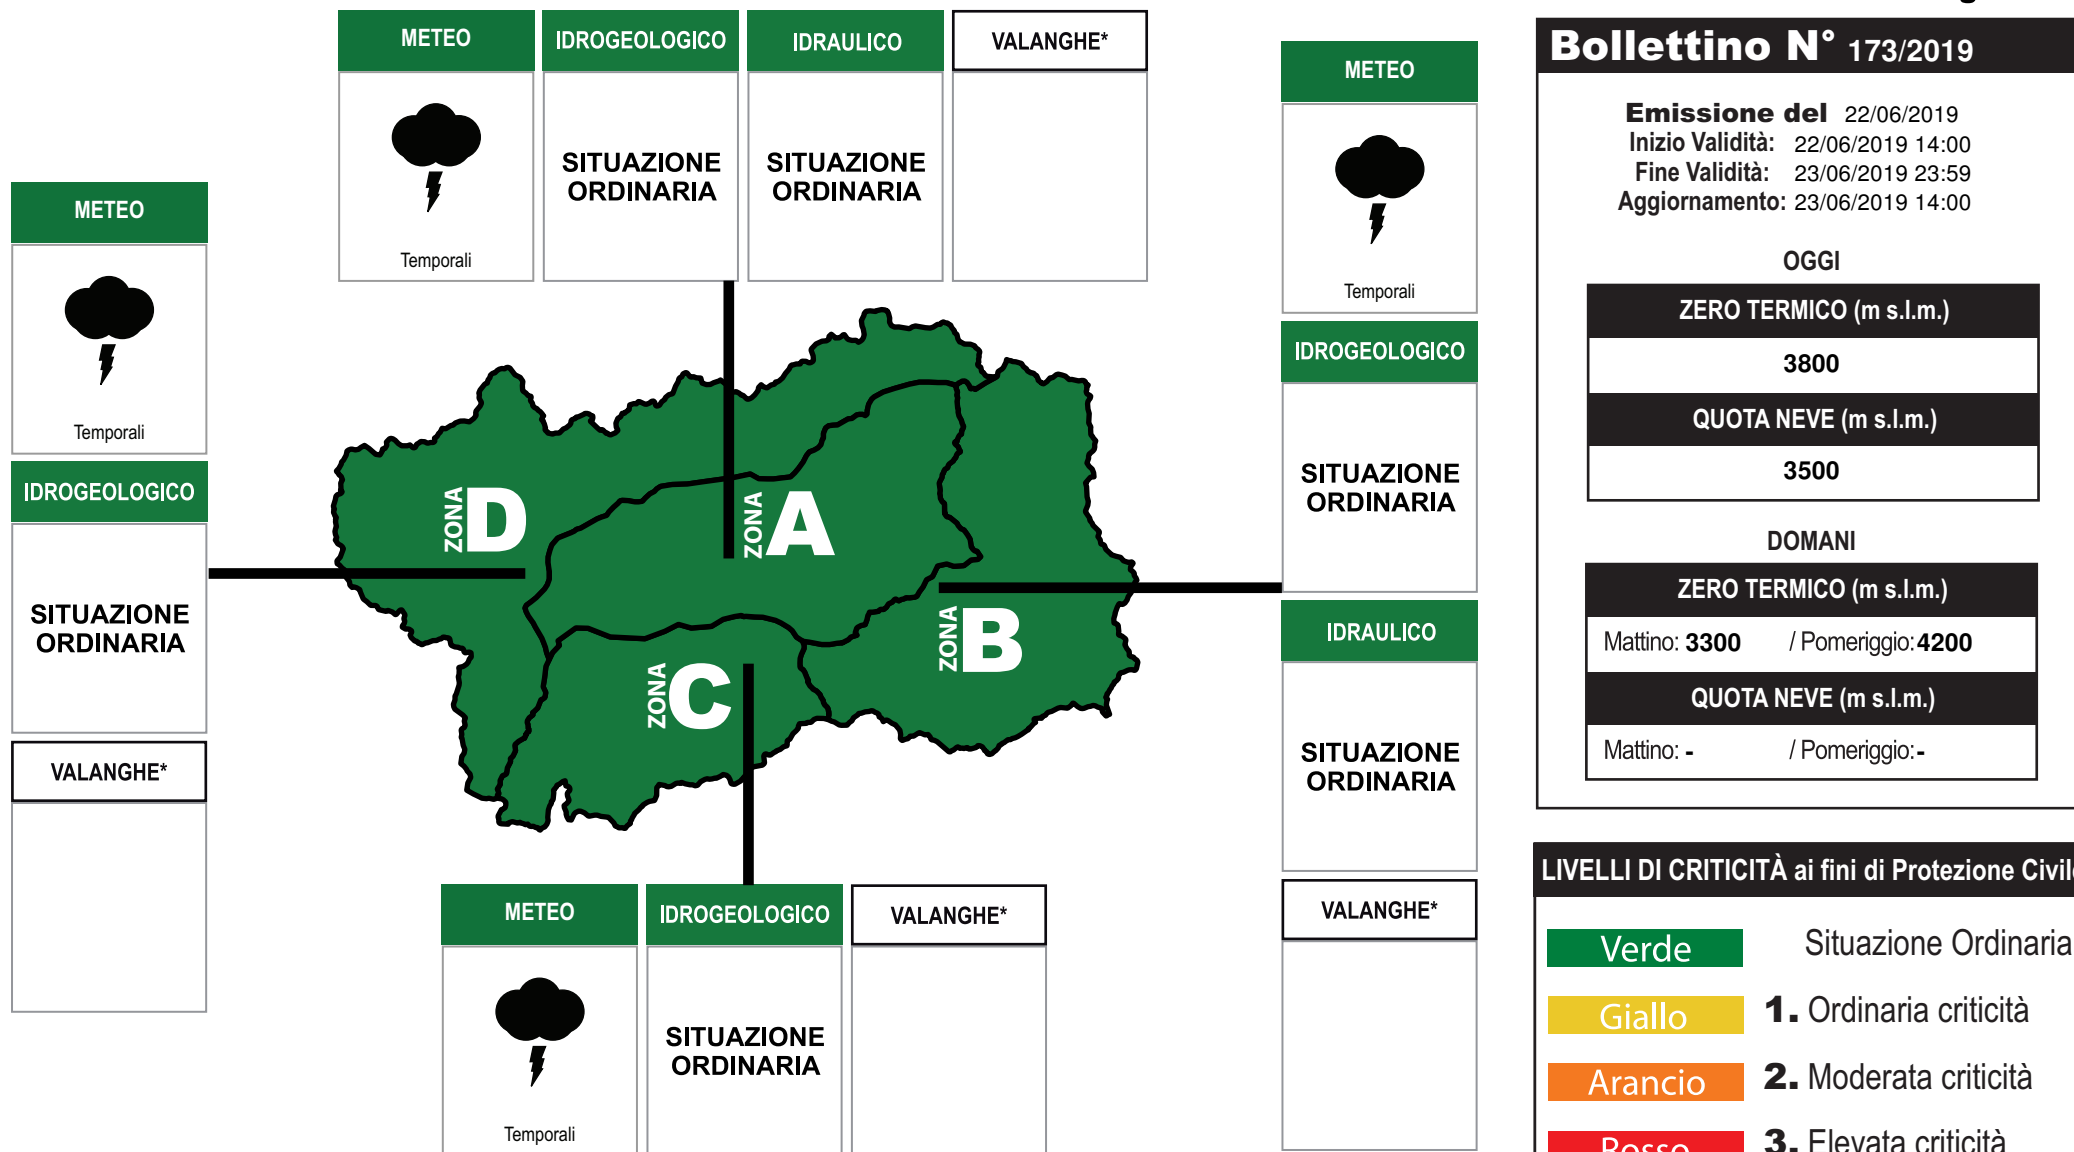 METEO
IDROGEOLOGICO
IDRAULICO
VALANGHE*
Temporali
SITUAZIONE
ORDINARIA
SITUAZIONE
ORDINARIA
METEO
Temporali
IDROGEOLOGICO
SITUAZIONE
ORDINARIA
VALANGHE*
ZONA D
ZONA A
ZONA B
ZONA C
METEO
Temporali
IDROGEOLOGICO
SITUAZIONE
ORDINARIA
IDRAULICO
SITUAZIONE
ORDINARIA
VALANGHE*
METEO
IDROGEOLOGICO
VALANGHE*
Temporali
SITUAZIONE
ORDINARIA
Bollettino N° 173/2019
Emissione del 22/06/2019
Inizio Validità: 22/06/2019 14:00
Fine Validità: 23/06/2019 23:59
Aggiornamento: 23/06/2019 14:00
OGGI
ZERO TERMICO (m s.l.m.)
3800
QUOTA NEVE (m s.l.m.)
3500
DOMANI
ZERO TERMICO (m s.l.m.)
Mattino: 3300 / Pomeriggio: 4200
QUOTA NEVE (m s.l.m.)
Mattino: - / Pomeriggio: -
LIVELLI DI CRITICITÀ ai fini di Protezione Civile
Verde Situazione Ordinaria
Giallo 1. Ordinaria criticità
Arancio 2. Moderata criticità
Rosso 3. Elevata criticità